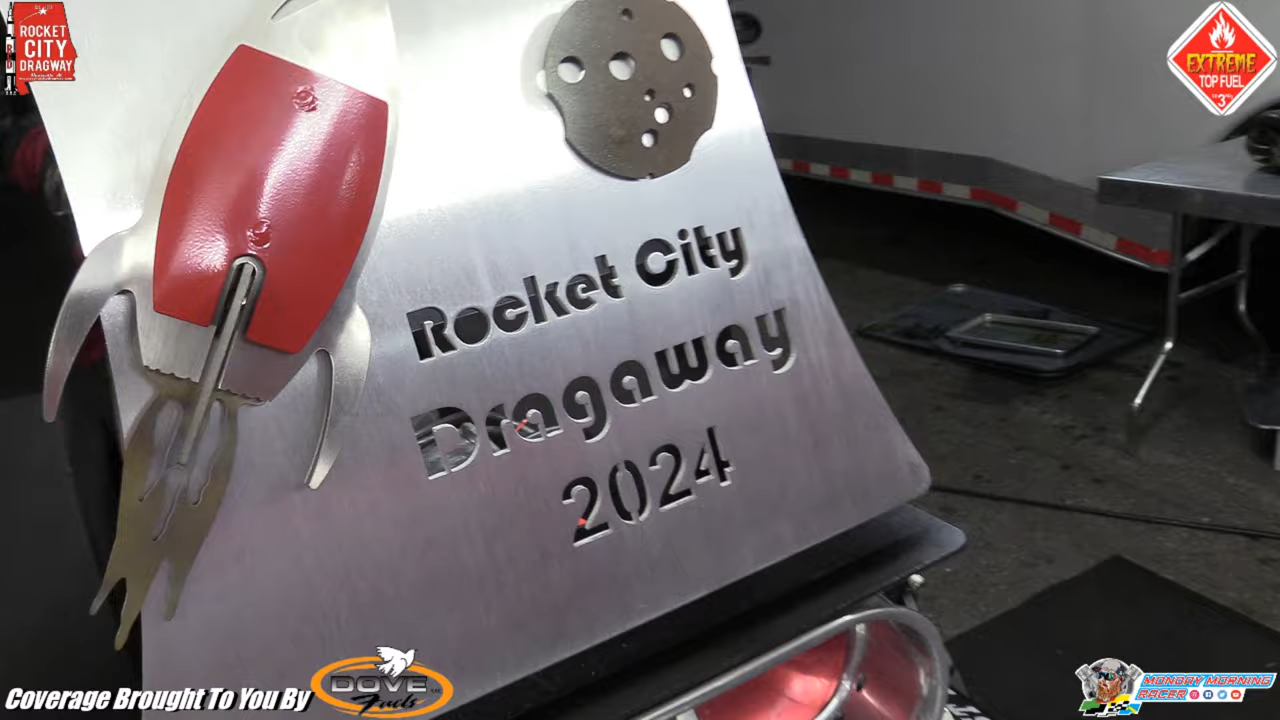 ROCKET
CITY
DRAGWAY
EXTREME
TOP FUEL
3
Rocket City
Dragaway
2024
Coverage Brought To You By
DOVE
Fuels
MONDAY MORNING
RACER